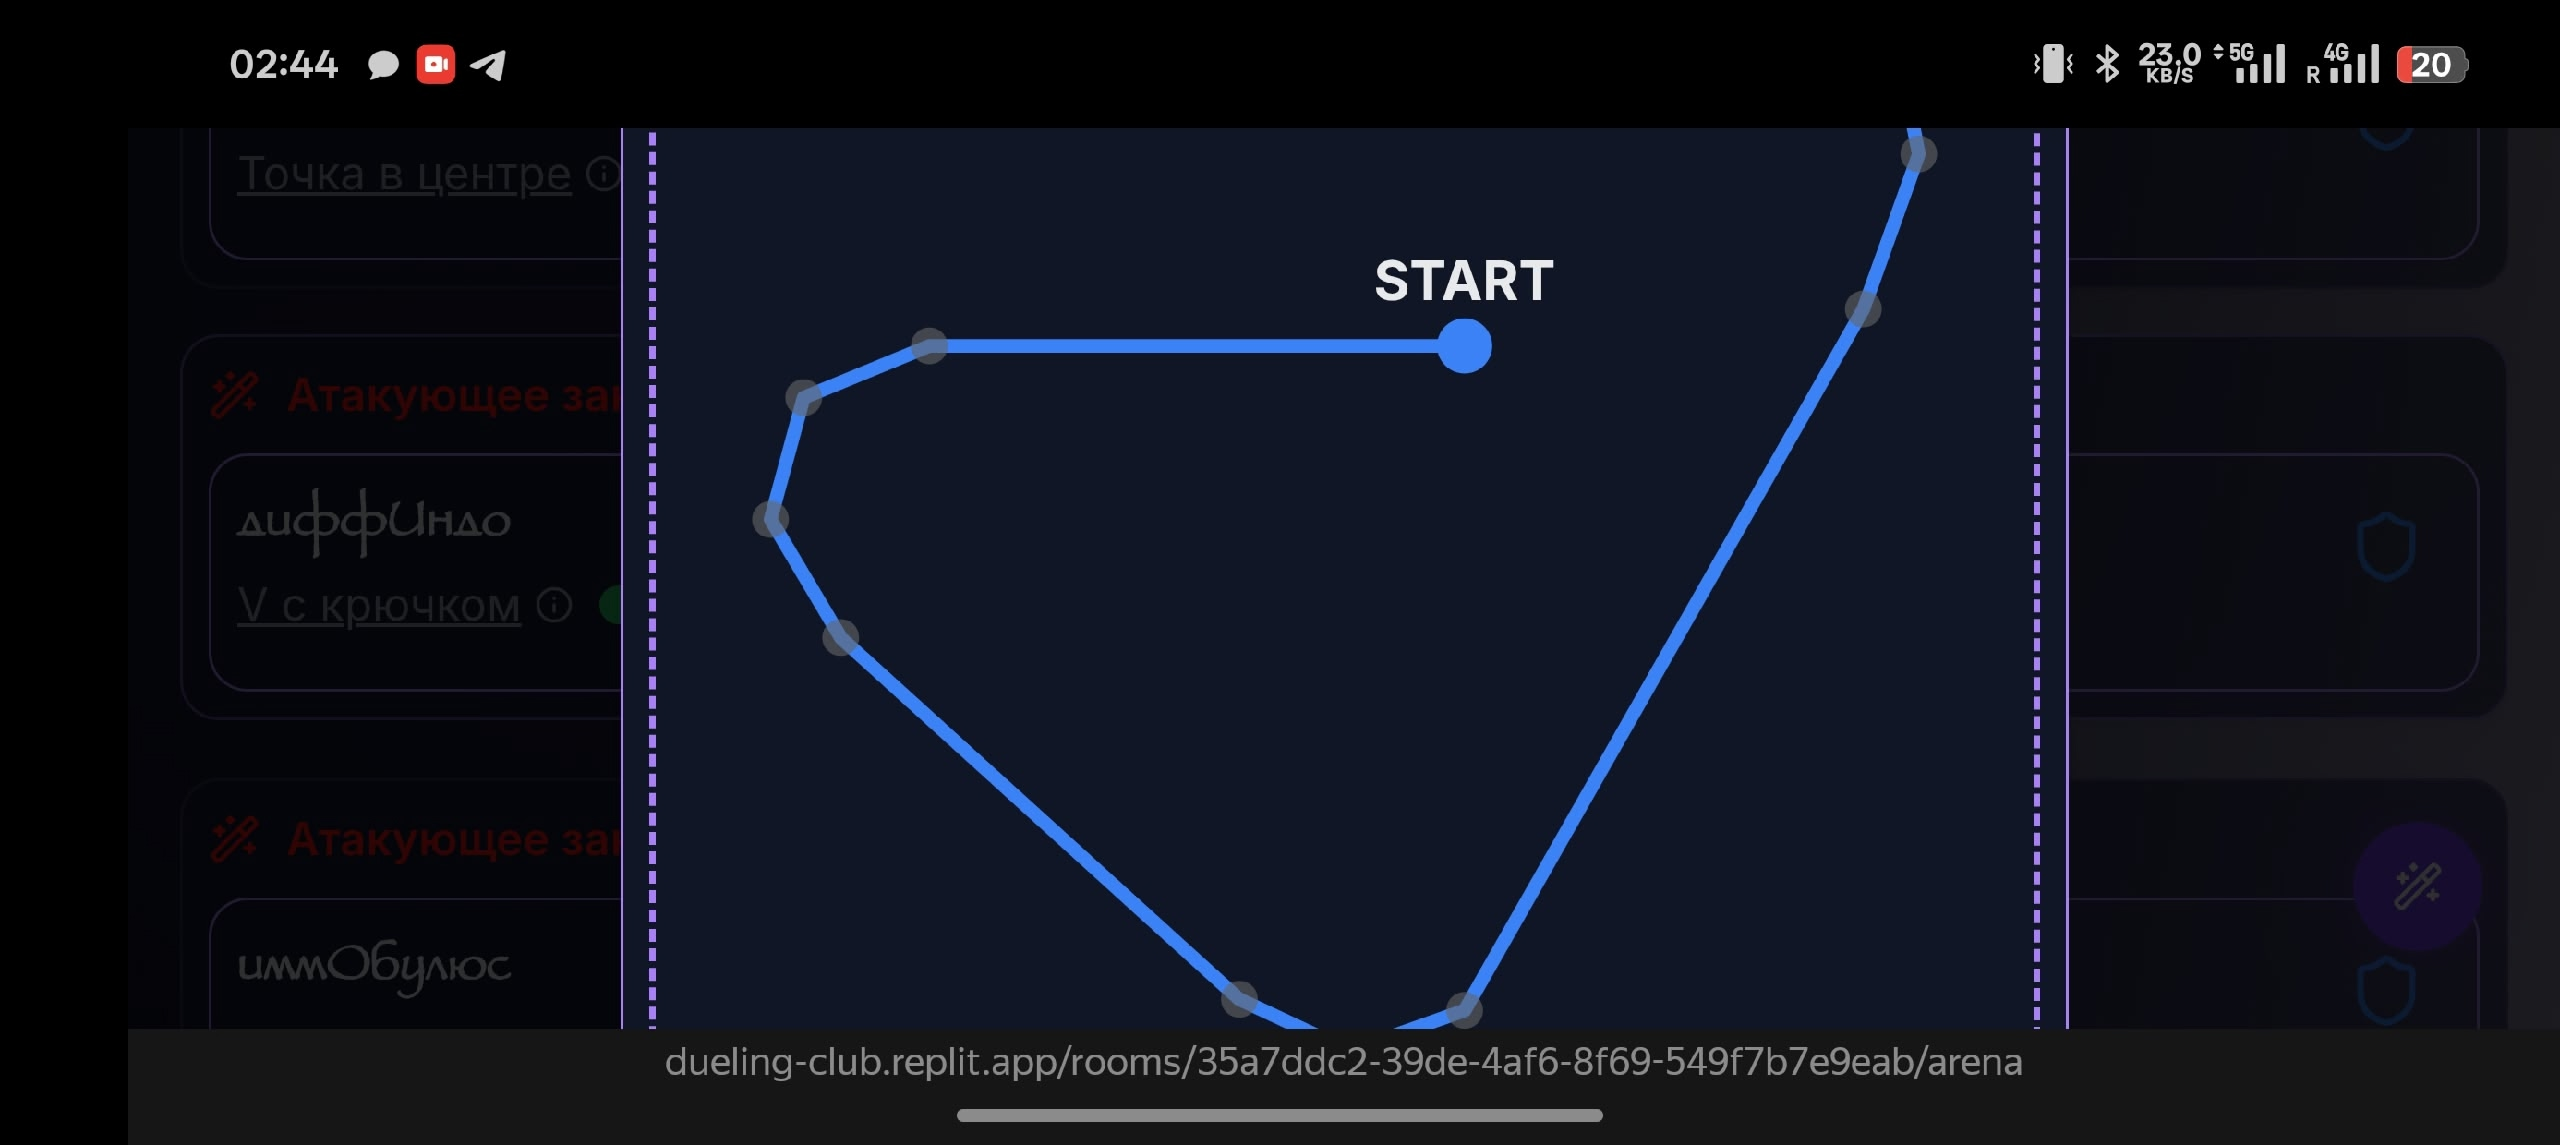 02:44
23.0 KB/S 5G R 4G 20
Точка в центре
START
Атакующее за
диффИндо
V с крючком
Атакующее за
иммОбулюс
dueling-club.replit.app/rooms/35a7ddc2-39de-4af6-8f69-549f7b7e9eab/arena